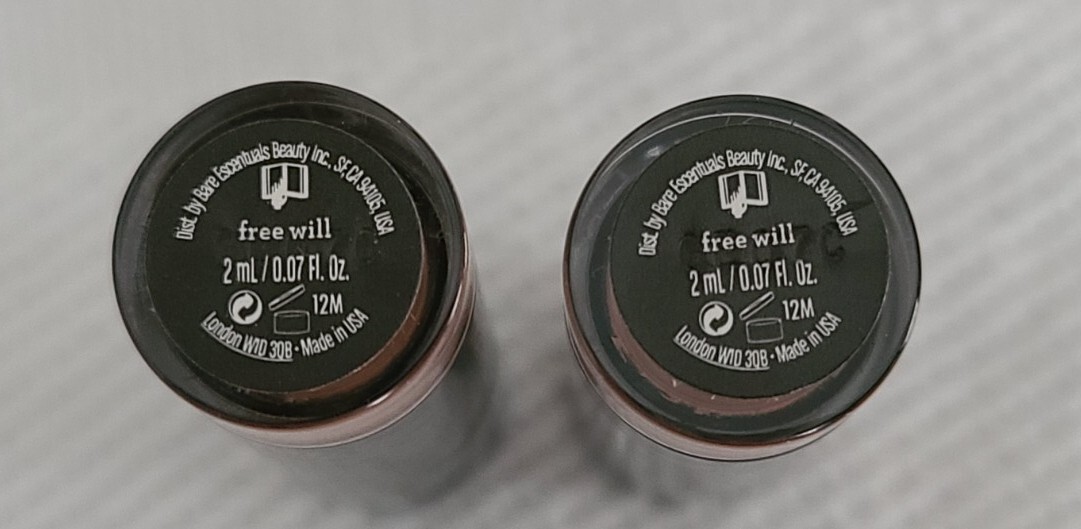 Dist. by Bare Escentuals Beauty Inc., SF, CA 94105, USA
free will
2 mL / 0.07 Fl. Oz.
12M
London W1D 3QB • Made in USA
Dist. by Bare Escentuals Beauty Inc., SF, CA 94105, USA
free will
2 mL / 0.07 Fl. Oz.
12M
London W1D 3QB • Made in USA